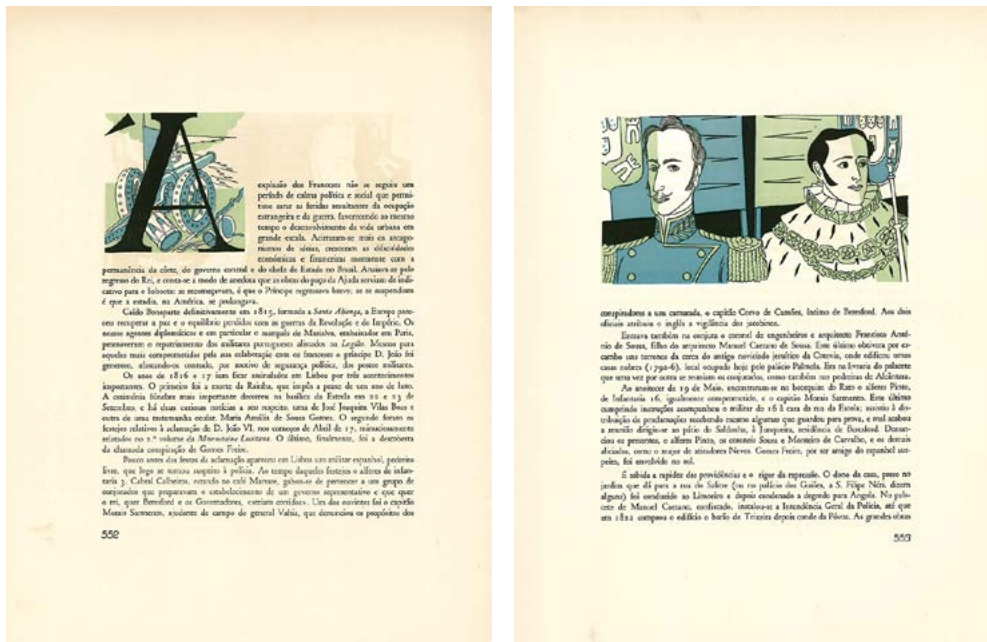 A
expulsão dos Franceses não se seguiu um
período de calma política e social que permi-
tisse sarar as feridas resultantes da ocupação
estrangeira e da guerra, favorecendo ao mesmo
tempo o desenvolvimento da vida urbana em
grande escala. Acirraram-se mais os antago-
nismos de ideias, cresceram as dificuldades
económicas e financeiras mormente com a
permanência da côrte, do governo central e do chefe de Estado no Brasil. Ansiava-se pelo
regresso do Rei, e conta-se a modo de anedota que as obras do paço da Ajuda serviam de indi-
cativo para o lisboeta: se recomeçavam, é que o Príncipe regressava breve; se se suspendiam
é que a estadia, na América, se prolongava.
Caído Bonaparte definitivamente em 1815, formada a Santa Aliança, a Europa pare-
ceu recuperar a paz e o equilíbrio perdidos com as guerras da Revolução e do Império. Os
nossos agentes diplomáticos e em particular o marquês de Marialva, embaixador em Paris,
promoveram o repatriamento dos militares portugueses alistados na Legião. Mesmo para
aqueles mais comprometidos pela sua colaboração com os franceses o príncipe D. João foi
generoso, afastando-os contudo, por motivo de segurança política, dos postos militares.
Os anos de 1816 e 17 iam ficar assinalados em Lisboa por três acontecimentos
importantes. O primeiro foi a morte da Rainha, que impôs a pausa de um ano de luto.
A cerimónia fúnebre mais importante decorreu na basílica da Estrela em 22 e 23 de
Setembro, e há duas curiosas notícias a seu respeito, uma de José Joaquim Vilas Boas e
outra de uma testemunha ocular, Maria Amália de Sousa Gomes. O segundo foram os
festejos relativos à aclamação de D. João VI, nos começos de Abril de 17, minuciosamente
relatados no 2.º volume da Mnemosine Lusitana. O último, finalmente, foi a descoberta
da chamada conspiração de Gomes Freire.
Pouco antes das festas da aclamação apareceu em Lisboa um militar espanhol, pedreiro
livre, que logo se tornou suspeito à polícia. Ao tempo daqueles festejos o alferes de infan-
taria 3, Cabral Calheiros, estando no café Marrare, gabou-se de pertencer a um grupo de
conjurados que preparavam o estabelecimento de um governo representativo e que quer
o rei, quer Beresford e os Governadores, «seriam corridos». Um dos ouvintes foi o capitão
Morais Sarmento, ajudante de campo do general Vahia, que denunciou os propósitos dos
552
conspiradores a um camarada, o capitão Corvo de Camões, íntimo de Beresford. Aos dois
oficiais atribuiu o inglês a vigilância dos jacobinos.
Entrava também na conjura o coronel de engenheiros e arquitecto Francisco Antó-
nio de Sousa, filho do arquitecto Manuel Caetano de Sousa. Este último obtivera por es-
cambo uns terrenos da cerca do antigo noviciado jesuítico da Cotovia, onde edificou umas
casas nobres (1792-6), local ocupado hoje pelo palácio Palmela. Era na livraria do palacete
que uma vez por outra se reuniam os conjurados, como também nas pedreiras de Alcântara.
Ao anoitecer de 19 de Maio, encontraram-se no botequim do Rato o alferes Pinto,
de Infantaria 16, igualmente comprometido, e o capitão Morais Sarmento. Este último
cumprindo instruções acompanhou o militar do 16 à casa da rua da Escola; assistiu à dis-
tribuição de proclamações recebendo mesmo algumas que guardou para prova, e mal acabou
a reunião dirigiu-se ao pátio do Saldanha, à Junqueira, residência de Beresford. Denun-
ciou os presentes, o alferes Pinto, os coronéis Sousa e Monteiro de Carvalho, e os demais
aliciados, como o major de atiradores Neves. Gomes Freire, por ser amigo do espanhol sus-
peito, foi envolvido no rol.
É sabida a rapidez das providências e o rigor da repressão. O dono da casa, preso no
jardim que dá para a rua do Salitre (ou no palácio dos Guiões, a S. Filipe Néri, dizem
alguns) foi conduzido ao Limoeiro e depois condenado a degredo para Angola. No pala-
cete de Manuel Caetano, confiscado, instalou-se a Intendência Geral da Polícia, até que
em 1822 comprou o edifício o barão de Teixeira depois conde da Póvoa. As grandes obras
553